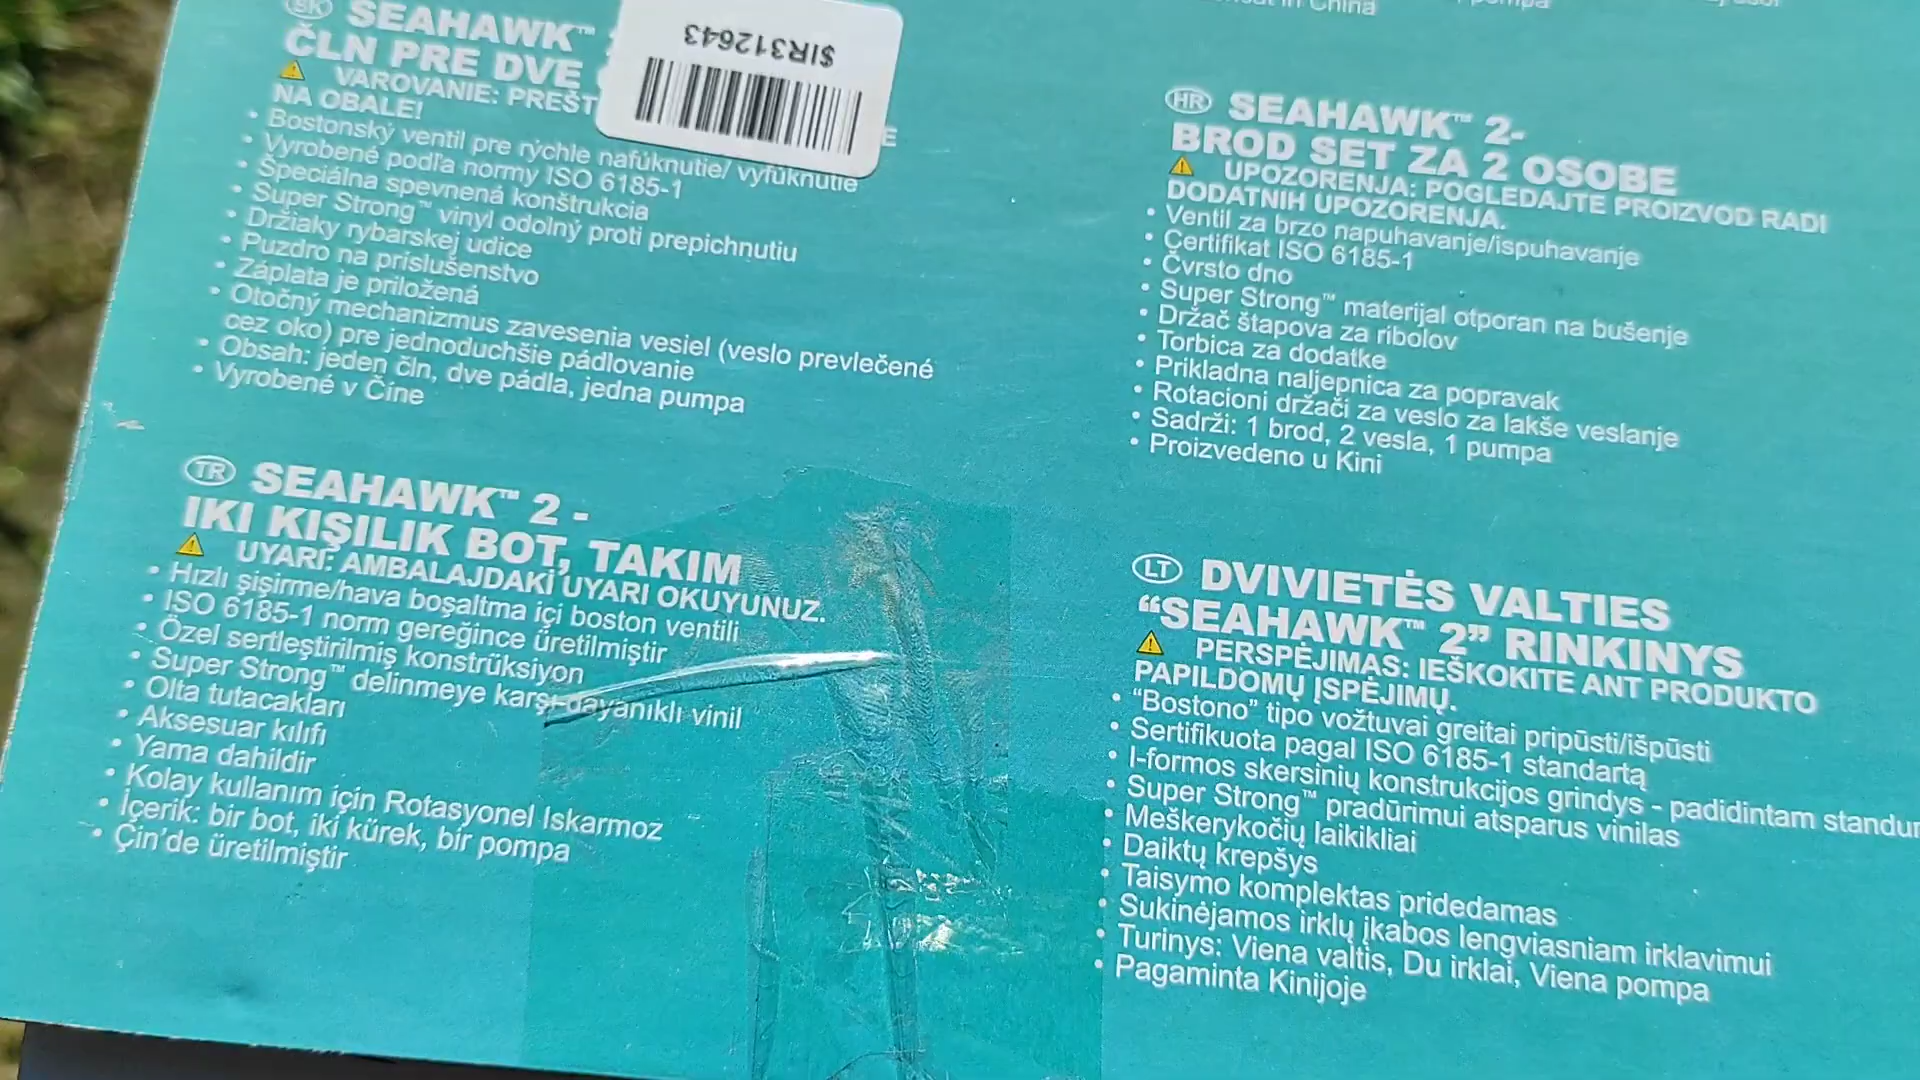 SK SEAHAWK™
ČLN PRE DVE
VAROVANIE:
NA OBALE!
• Bostonský ventil pre rýchle nafúknutie/ vyfúknutie
• Vyrobené podľa normy ISO 6185-1
• Špeciálna spevnená konštrukcia
• Super Strong™ vinyl odolný proti prepichnutiu
• Držiaky rybarskej udice
• Puzdro na príslušenstvo
• Záplata je priložená
• Otočný mechanizmus zavesenia vesiel (veslo prevlečené
cez oko) pre jednoduchšie pádlovanie
• Obsah: jeden čln, dve pádla, jedna pumpa
• Vyrobené v Číne
$IR312643
TR SEAHAWK™ 2 -
IKI KIŞILIK BOT, TAKIM
UYARI: AMBALAJDAKİ UYARI OKUYUNUZ.
• Hızlı şişirme/hava boşaltma içi boston ventili
• ISO 6185-1 norm gereğince üretilmiştir
• Özel sertleştirilmiş konstrüksiyon
• Super Strong™ delinmeye karşı dayanıklı vinil
• Olta tutacakları
• Aksesuar kılıfı
• Yama dahildir
• Kolay kullanım için Rotasyonel Iskarmoz
• İçerik: bir bot, iki kürek, bir pompa
• Çin'de üretilmiştir
in China
HR SEAHAWK™ 2-
BROD SET ZA 2 OSOBE
UPOZORENJA: POGLEDAJTE PROIZVOD RADI
DODATNIH UPOZORENJA.
• Ventil za brzo napuhavanje/ispuhavanje
• Certifikat ISO 6185-1
• Čvrsto dno
• Super Strong™ materijal otporan na bušenje
• Držač štapova za ribolov
• Torbica za dodatke
• Prikladna naljepnica za popravak
• Rotacioni držači za veslo za lakše veslanje
• Sadrži: 1 brod, 2 vesla, 1 pumpa
• Proizvedeno u Kini
LT DVIVIETĖS VALTIES
“SEAHAWK™ 2” RINKINYS
PERSPĖJIMAS: IEŠKOKITE ANT PRODUKTO
PAPILDOMŲ ĮSPĖJIMŲ.
• “Bostono” tipo vožtuvai greitai pripūsti/išpūsti
• Sertifikuota pagal ISO 6185-1 standartą
• I-formos skersinių konstrukcijos grindys - padidintam
• Super Strong™ pradūrimui atsparus vinilas
• Meškerykočių laikikliai
• Daiktų krepšys
• Taisymo komplektas pridedamas
• Sukinėjamos irklų įkabos lengviasniam irklavimui
• Turinys: Viena valtis, Du irklai, Viena pompa
• Pagaminta Kinijoje